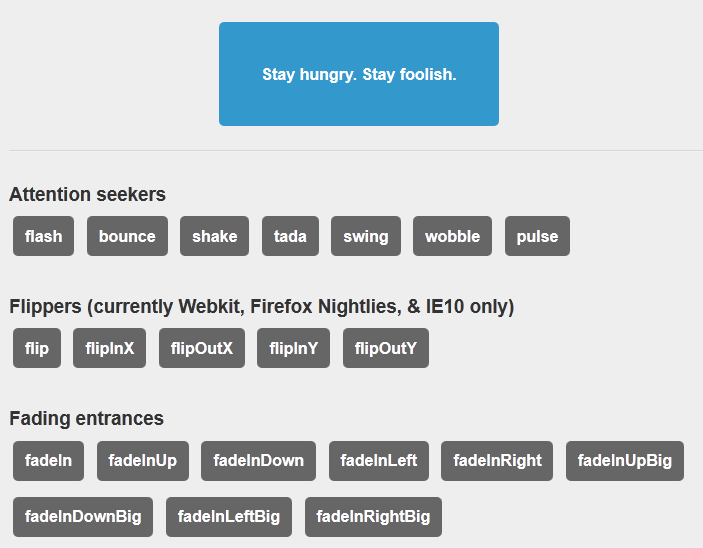 Stay hungry. Stay foolish.
Attention seekers
flash bounce shake tada swing wobble pulse
Flippers (currently Webkit, Firefox Nightlies, & IE10 only)
flip flipInX flipOutX flipInY flipOutY
Fading entrances
fadeIn fadeInUp fadeInDown fadeInLeft fadeInRight fadeInUpBig
fadeInDownBig fadeInLeftBig fadeInRightBig